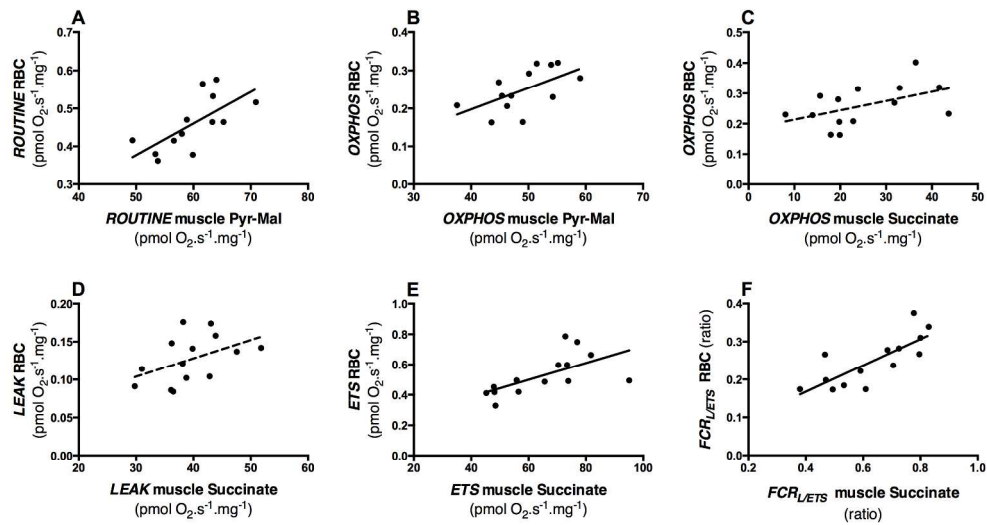 A
ROUTINE RBC
(pmol O₂.s⁻¹.mg⁻¹)
0.7
0.6
0.5
0.4
0.3
40 50 60 70 80
ROUTINE muscle Pyr-Mal
(pmol O₂.s⁻¹.mg⁻¹)
B
OXPHOS RBC
(pmol O₂.s⁻¹.mg⁻¹)
0.4
0.3
0.2
0.1
0.0
30 40 50 60 70
OXPHOS muscle Pyr-Mal
(pmol O₂.s⁻¹.mg⁻¹)
C
OXPHOS RBC
(pmol O₂.s⁻¹.mg⁻¹)
0.5
0.4
0.3
0.2
0.1
0.0
0 10 20 30 40 50
OXPHOS muscle Succinate
(pmol O₂.s⁻¹.mg⁻¹)
D
LEAK RBC
(pmol O₂.s⁻¹.mg⁻¹)
0.20
0.15
0.10
0.05
0.00
20 30 40 50 60
LEAK muscle Succinate
(pmol O₂.s⁻¹.mg⁻¹)
E
ETS RBC
(pmol O₂.s⁻¹.mg⁻¹)
1.0
0.8
0.6
0.4
0.2
0.0
20 40 60 80 100
ETS muscle Succinate
(pmol O₂.s⁻¹.mg⁻¹)
F
FCR L/ETS RBC (ratio)
0.4
0.3
0.2
0.1
0.0
0.2 0.4 0.6 0.8 1.0
FCR L/ETS muscle Succinate
(ratio)